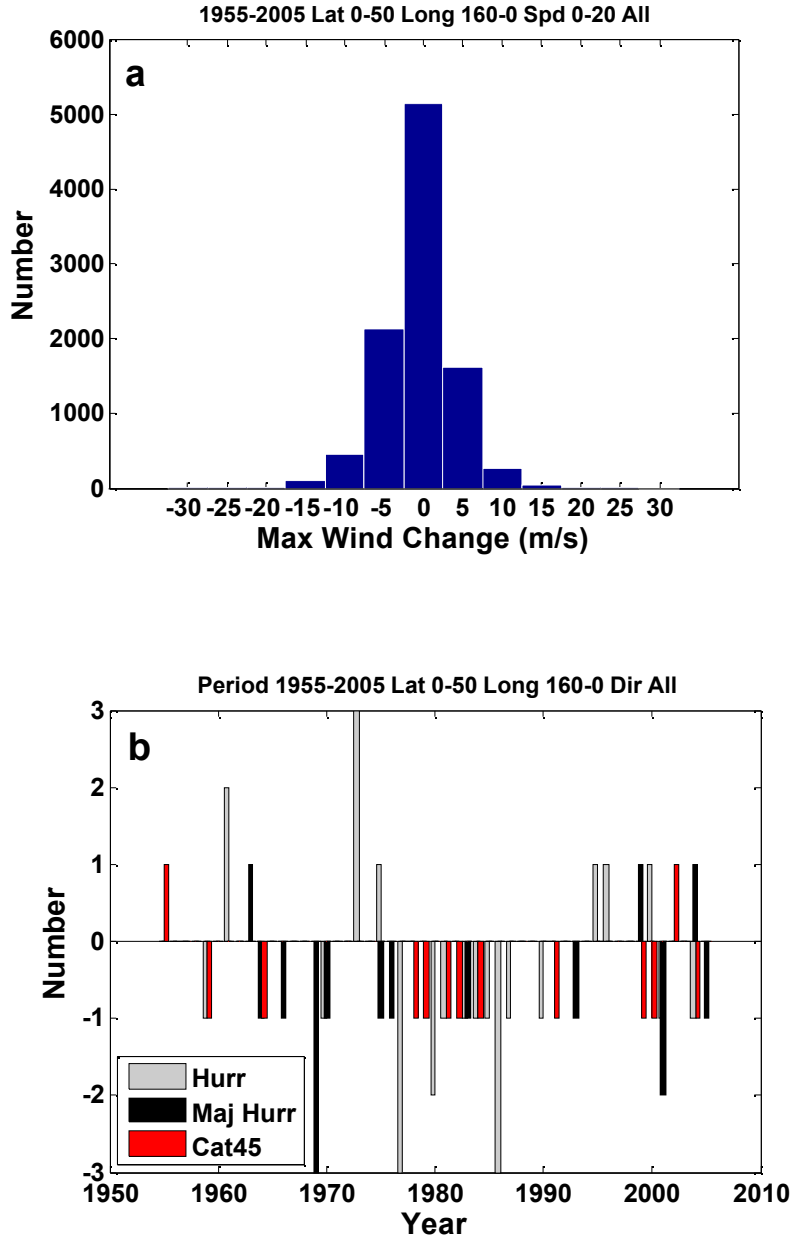 1955-2005 Lat 0-50 Long 160-0 Spd 0-20 All
a
6000
5000
4000
3000
2000
1000
0
Number
-30 -25 -20 -15 -10 -5 0 5 10 15 20 25 30
Max Wind Change (m/s)
Period 1955-2005 Lat 0-50 Long 160-0 Dir All
b
3
2
1
0
-1
-2
-3
Number
Hurr
Maj Hurr
Cat45
1950 1960 1970 1980 1990 2000 2010
Year